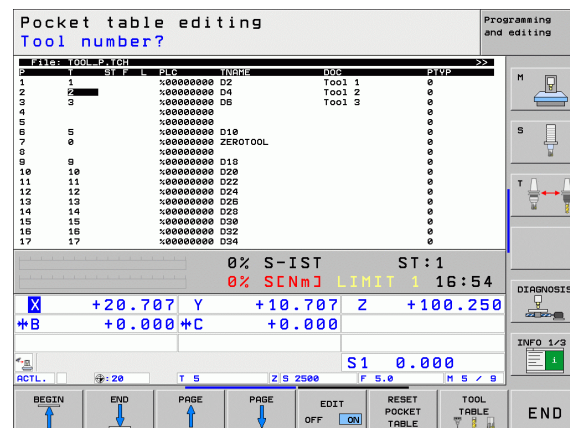 Pocket table editing
Programming and editing
Tool number?
File: TOOL_P.TCH >>
P T ST F L PLC TNAME DOC PTYP
1 1 %00000000 D2 Tool 1 0
2 2 %00000000 D4 Tool 2 0
3 3 %00000000 D6 Tool 3 0
4 %00000000 0
5 %00000000 0
6 5 %00000000 D10 0
7 0 %00000000 ZEROTOOL 0
8 %00000000 0
9 9 %00000000 D18 0
10 10 %00000000 D20 0
11 11 %00000000 D22 0
12 12 %00000000 D24 0
13 13 %00000000 D26 0
14 14 %00000000 D28 0
15 15 %00000000 D30 0
16 16 %00000000 D32 0
17 17 %00000000 D34 0
M
S
T
DIAGNOSIS
INFO 1/3
i
0% S-IST ST:1
0% S[Nm] LIMIT 1 16:54
X +20.707 Y +10.707 Z +100.250
B +0.000 C +0.000
S1 0.000
ACTL. : 20 T 5 Z S 2500 F 5.0 M 5 / 9
BEGIN
END
PAGE
PAGE
EDIT
OFF ON
RESET
POCKET
TABLE
TOOL
TABLE
END